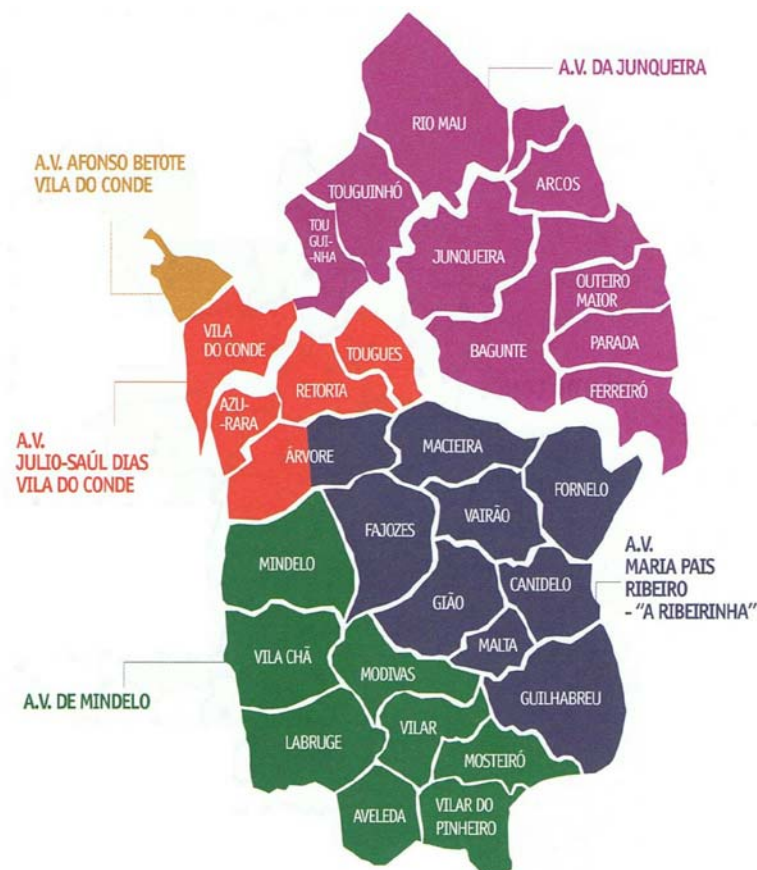 A.V. DA JUNQUEIRA
RIO MAU
A.V. AFONSO BETOTE
VILA DO CONDE
ARCOS
TOUGUINHÓ
TOU
GUI-
-NHA
JUNQUEIRA
OUTEIRO
MAIOR
VILA
DO CONDE
TOUGUES
BAGUNTE
PARADA
FERREIRÓ
RETORTA
AZU-
-RARA
A.V.
JULIO-SAÚL DIAS
VILA DO CONDE
ÁRVORE
MACIEIRA
FORNELO
FAJOZES
VAIRÃO
MINDELO
A.V.
MARIA PAIS
RIBEIRO
- "A RIBEIRINHA"
CANIDELO
GIÃO
MALTA
VILA CHÃ
MODIVAS
A.V. DE MINDELO
GUILHABREU
VILAR
LABRUGE
MOSTEIRÓ
AVELEDA
VILAR DO
PINHEIRO